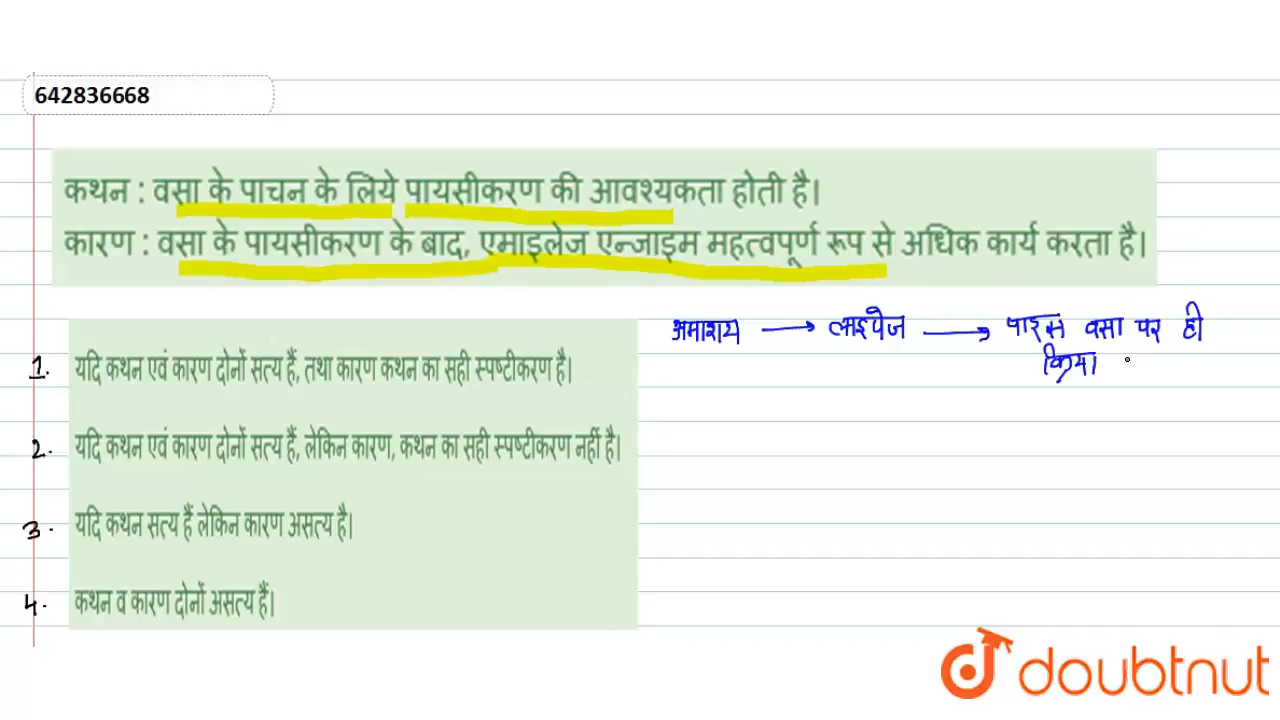 642836668
कथन : वसा के पाचन के लिये पायसीकरण की आवश्यकता होती है।
कारण : वसा के पायसीकरण के बाद, एमाइलेज एन्जाइम महत्वपूर्ण रूप से अधिक कार्य करता है।
अमाशय → लाइपेज → पर ही
वसा
क्रिया
1. यदि कथन एवं कारण दोनों सत्य हैं, तथा कारण कथन का सही स्पष्टीकरण है।
2. यदि कथन एवं कारण दोनों सत्य हैं, लेकिन कारण, कथन का सही स्पष्टीकरण नहीं है।
3. यदि कथन सत्य हैं लेकिन कारण असत्य है।
4. कथन व कारण दोनों असत्य हैं।
doubtnut